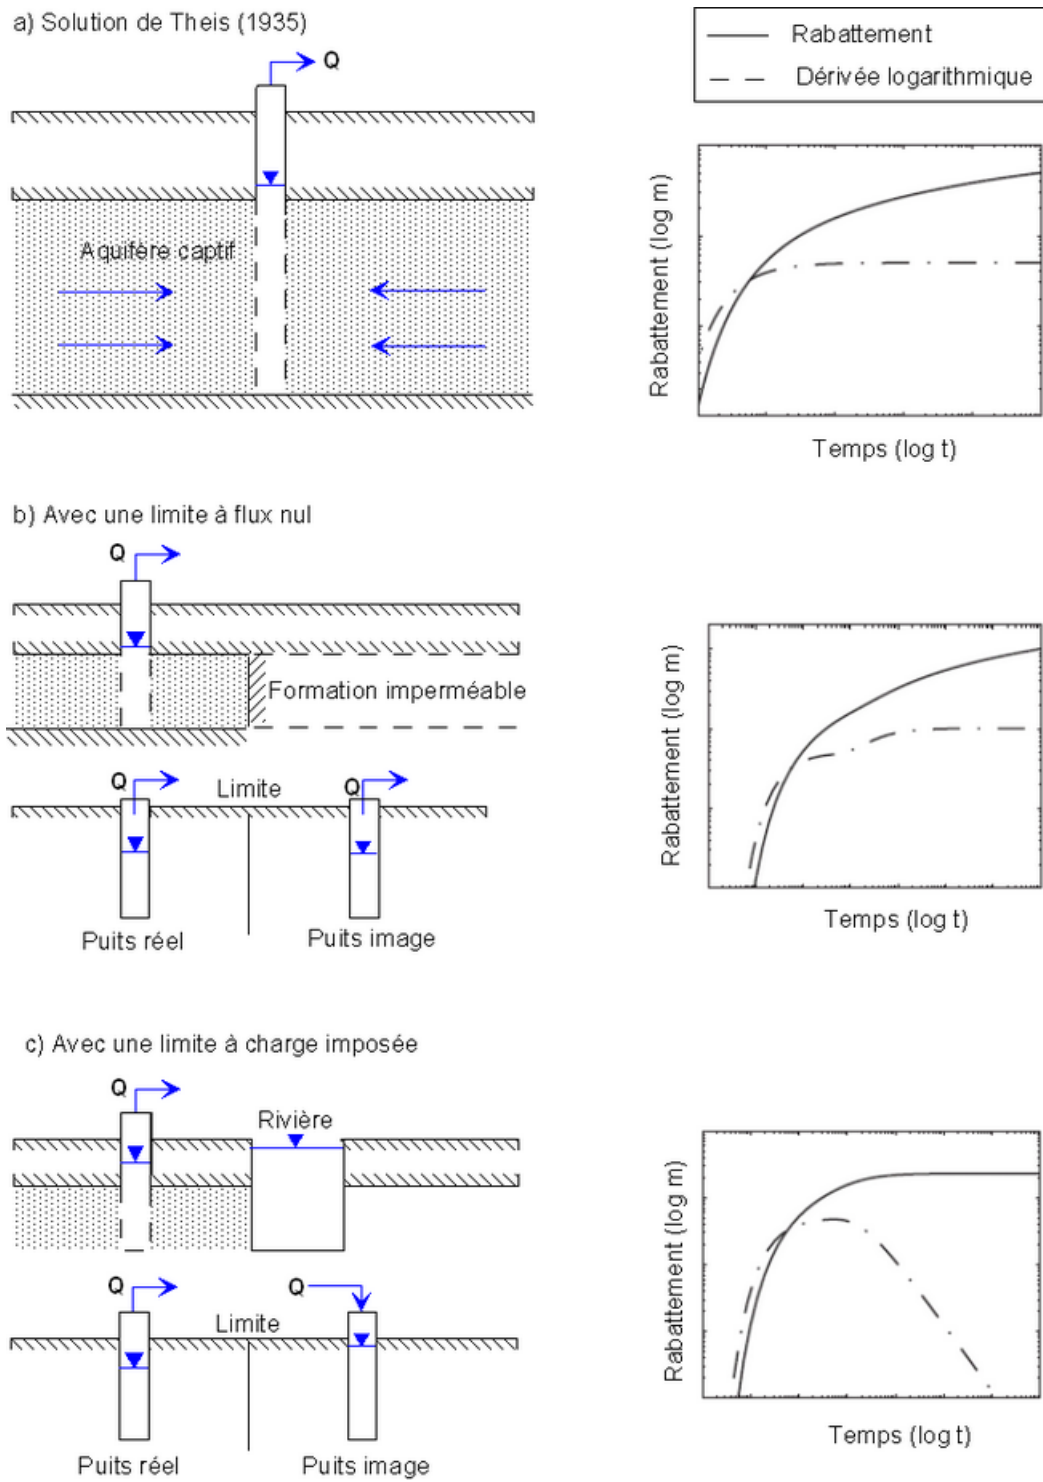 a) Solution de Theis (1935)
Q
Aquifère captif
Rabattement
Dérivée logarithmique
Rabattement (log m)
Temps (log t)
b) Avec une limite à flux nul
Q
Formation imperméable
Q
Limite
Q
Puits réel
Puits image
Rabattement (log m)
Temps (log t)
c) Avec une limite à charge imposée
Q
Rivière
Q
Limite
Q
Puits réel
Puits image
Rabattement (log m)
Temps (log t)